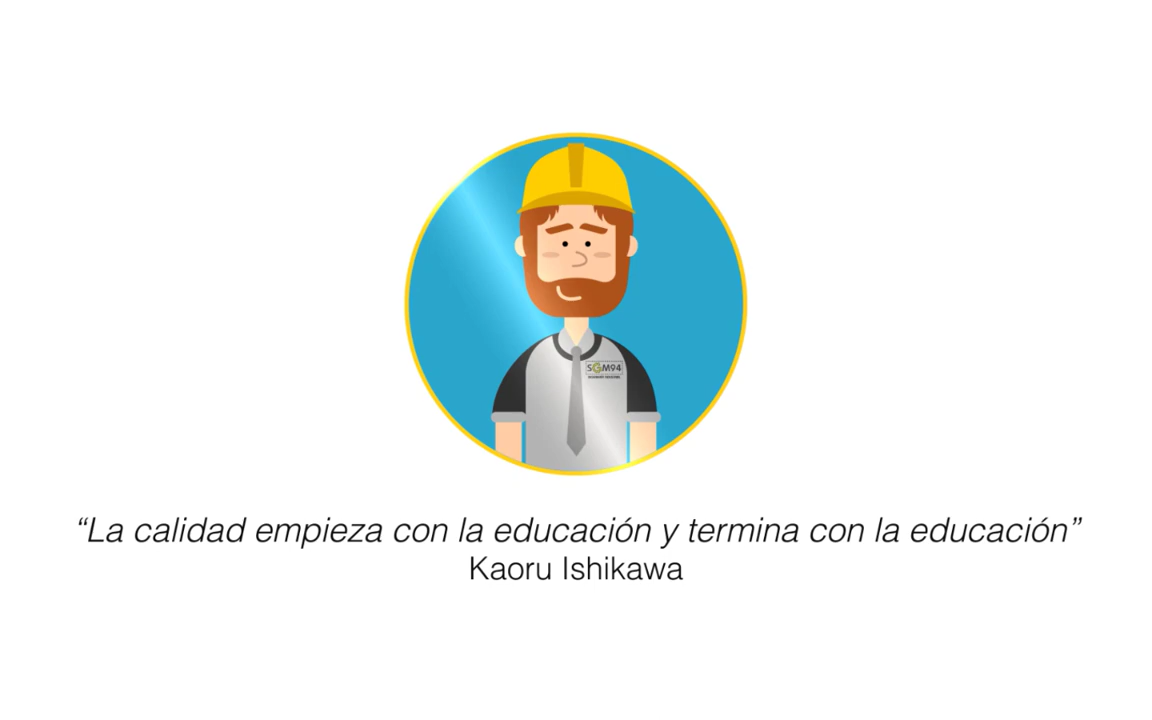 SGM94
“La calidad empieza con la educación y termina con la educación”
Kaoru Ishikawa